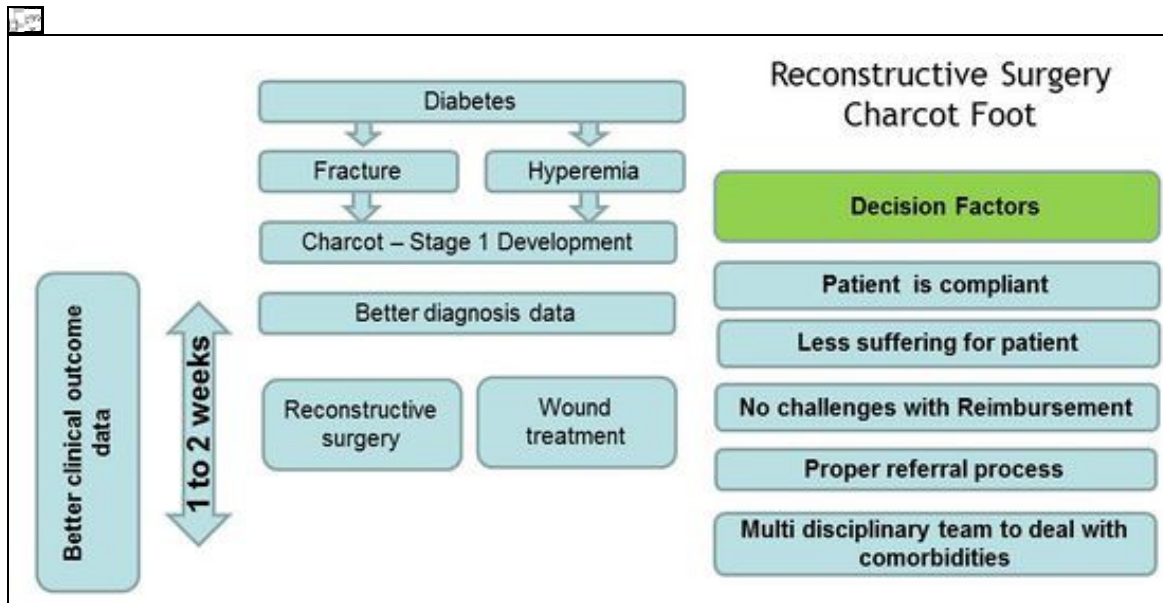 Reconstructive Surgery
Charcot Foot
Diabetes
Fracture
Hyperemia
Charcot – Stage 1 Development
Better diagnosis data
Reconstructive
surgery
Wound
treatment
Better clinical outcome
data
1 to 2 weeks
Decision Factors
Patient is compliant
Less suffering for patient
No challenges with Reimbursement
Proper referral process
Multi disciplinary team to deal with
comorbidities